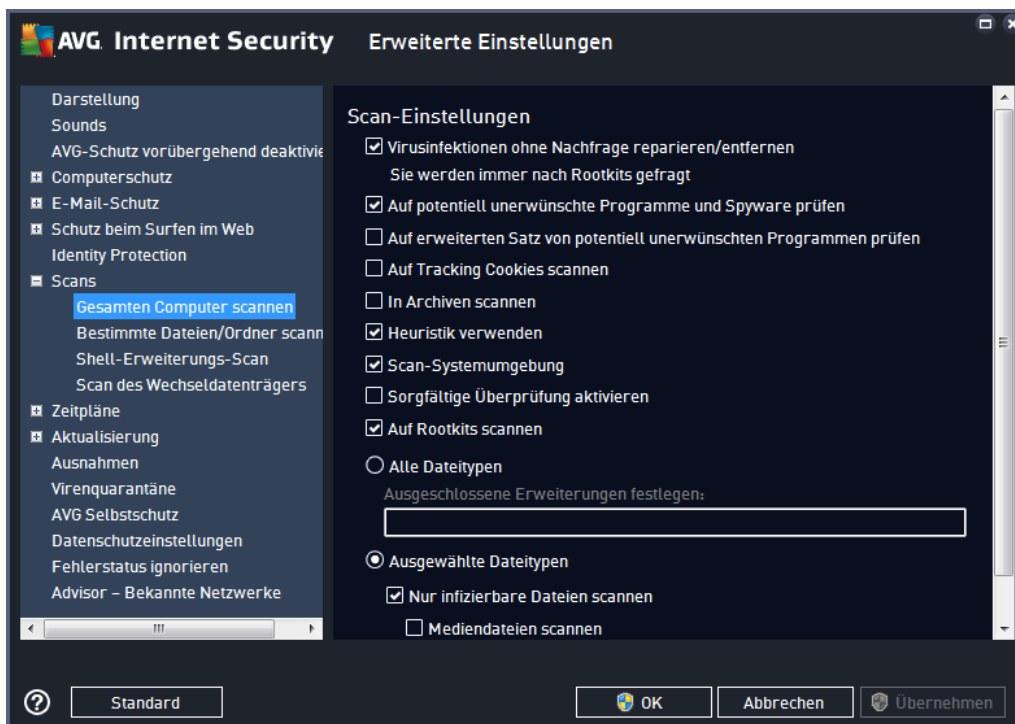 AVG. Internet Security Erweiterte Einstellungen
Darstellung
Sounds
AVG-Schutz vorübergehend deaktivie
Computerschutz
E-Mail-Schutz
Schutz beim Surfen im Web
Identity Protection
Scans
Gesamten Computer scannen
Bestimmte Dateien/Ordner scann
Shell-Erweiterungs-Scan
Scan des Wechseldatenträgers
Zeitpläne
Aktualisierung
Ausnahmen
Virenquarantäne
AVG Selbstschutz
Datenschutzeinstellungen
Fehlerstatus ignorieren
Advisor – Bekannte Netzwerke
Scan-Einstellungen
Virusinfektionen ohne Nachfrage reparieren/entfernen
Sie werden immer nach Rootkits gefragt
Auf potentiell unerwünschte Programme und Spyware prüfen
Auf erweiterten Satz von potentiell unerwünschten Programmen prüfen
Auf Tracking Cookies scannen
In Archiven scannen
Heuristik verwenden
Scan-Systemumgebung
Sorgfältige Überprüfung aktivieren
Auf Rootkits scannen
Alle Dateitypen
Ausgeschlossene Erweiterungen festlegen:
Ausgewählte Dateitypen
Nur infizierbare Dateien scannen
Mediendateien scannen
Standard
OK
Abbrechen
Übernehmen